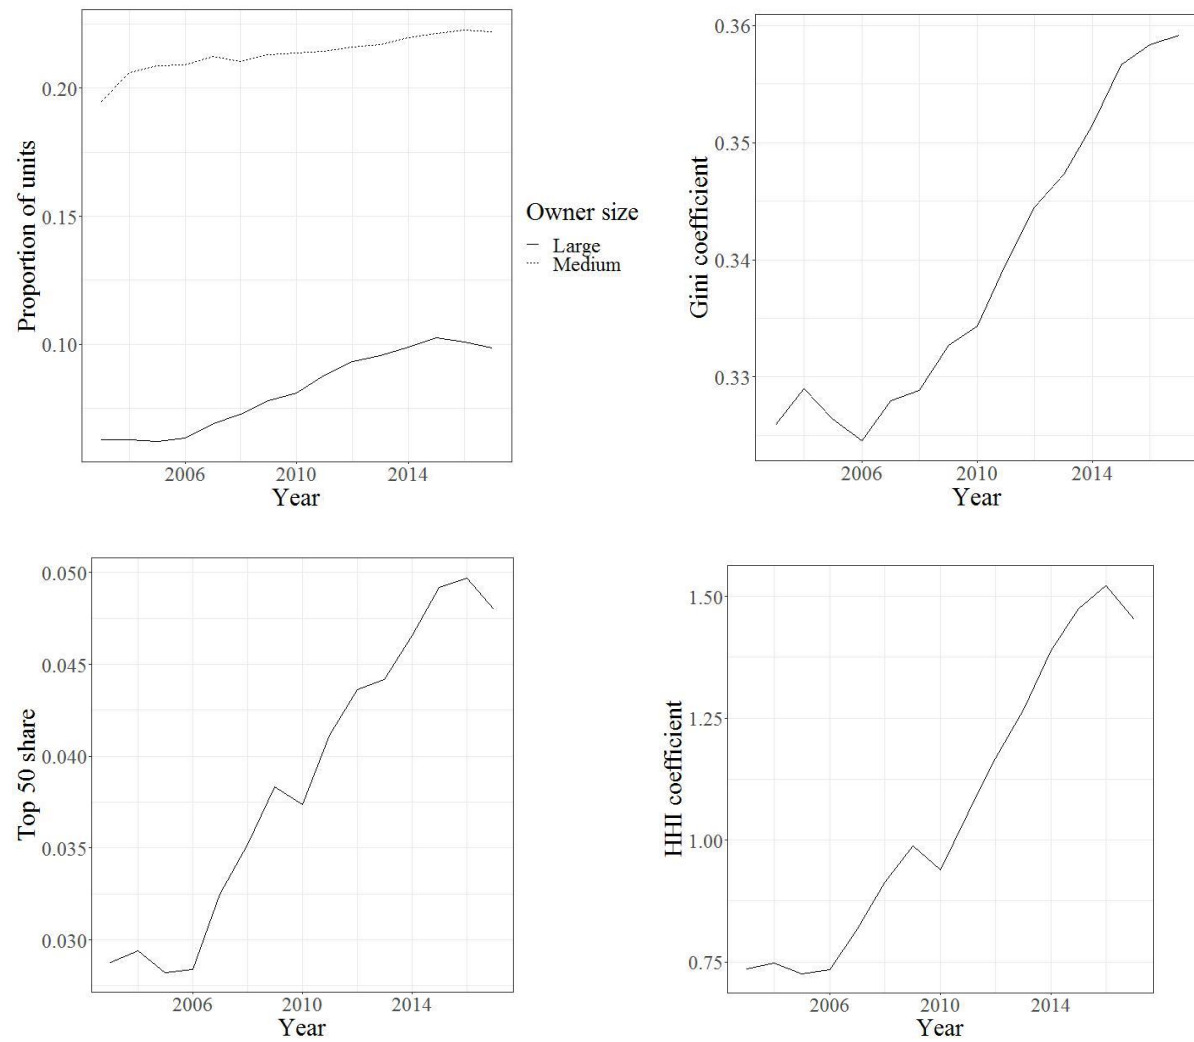 Proportion of units
0.20
0.15
0.10
2006 2010 2014
Year
Owner size
Large
Medium
Gini coefficient
0.36
0.35
0.34
0.33
2006 2010 2014
Year
Top 50 share
0.050
0.045
0.040
0.035
0.030
2006 2010 2014
Year
HHI coefficient
1.50
1.25
1.00
0.75
2006 2010 2014
Year